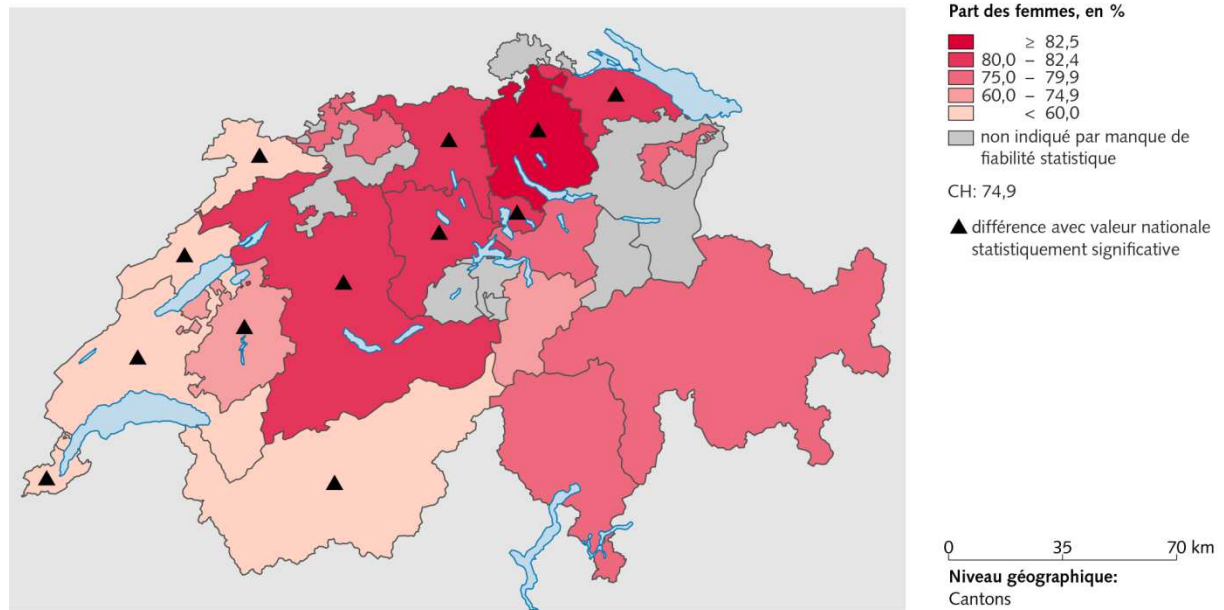 Part des femmes, en %
≥ 82,5
80,0 – 82,4
75,0 – 79,9
60,0 – 74,9
< 60,0
non indiqué par manque de
fiabilité statistique
CH: 74,9
différence avec valeur nationale
statistiquement significative
0 35 70 km
Niveau géographique:
Cantons